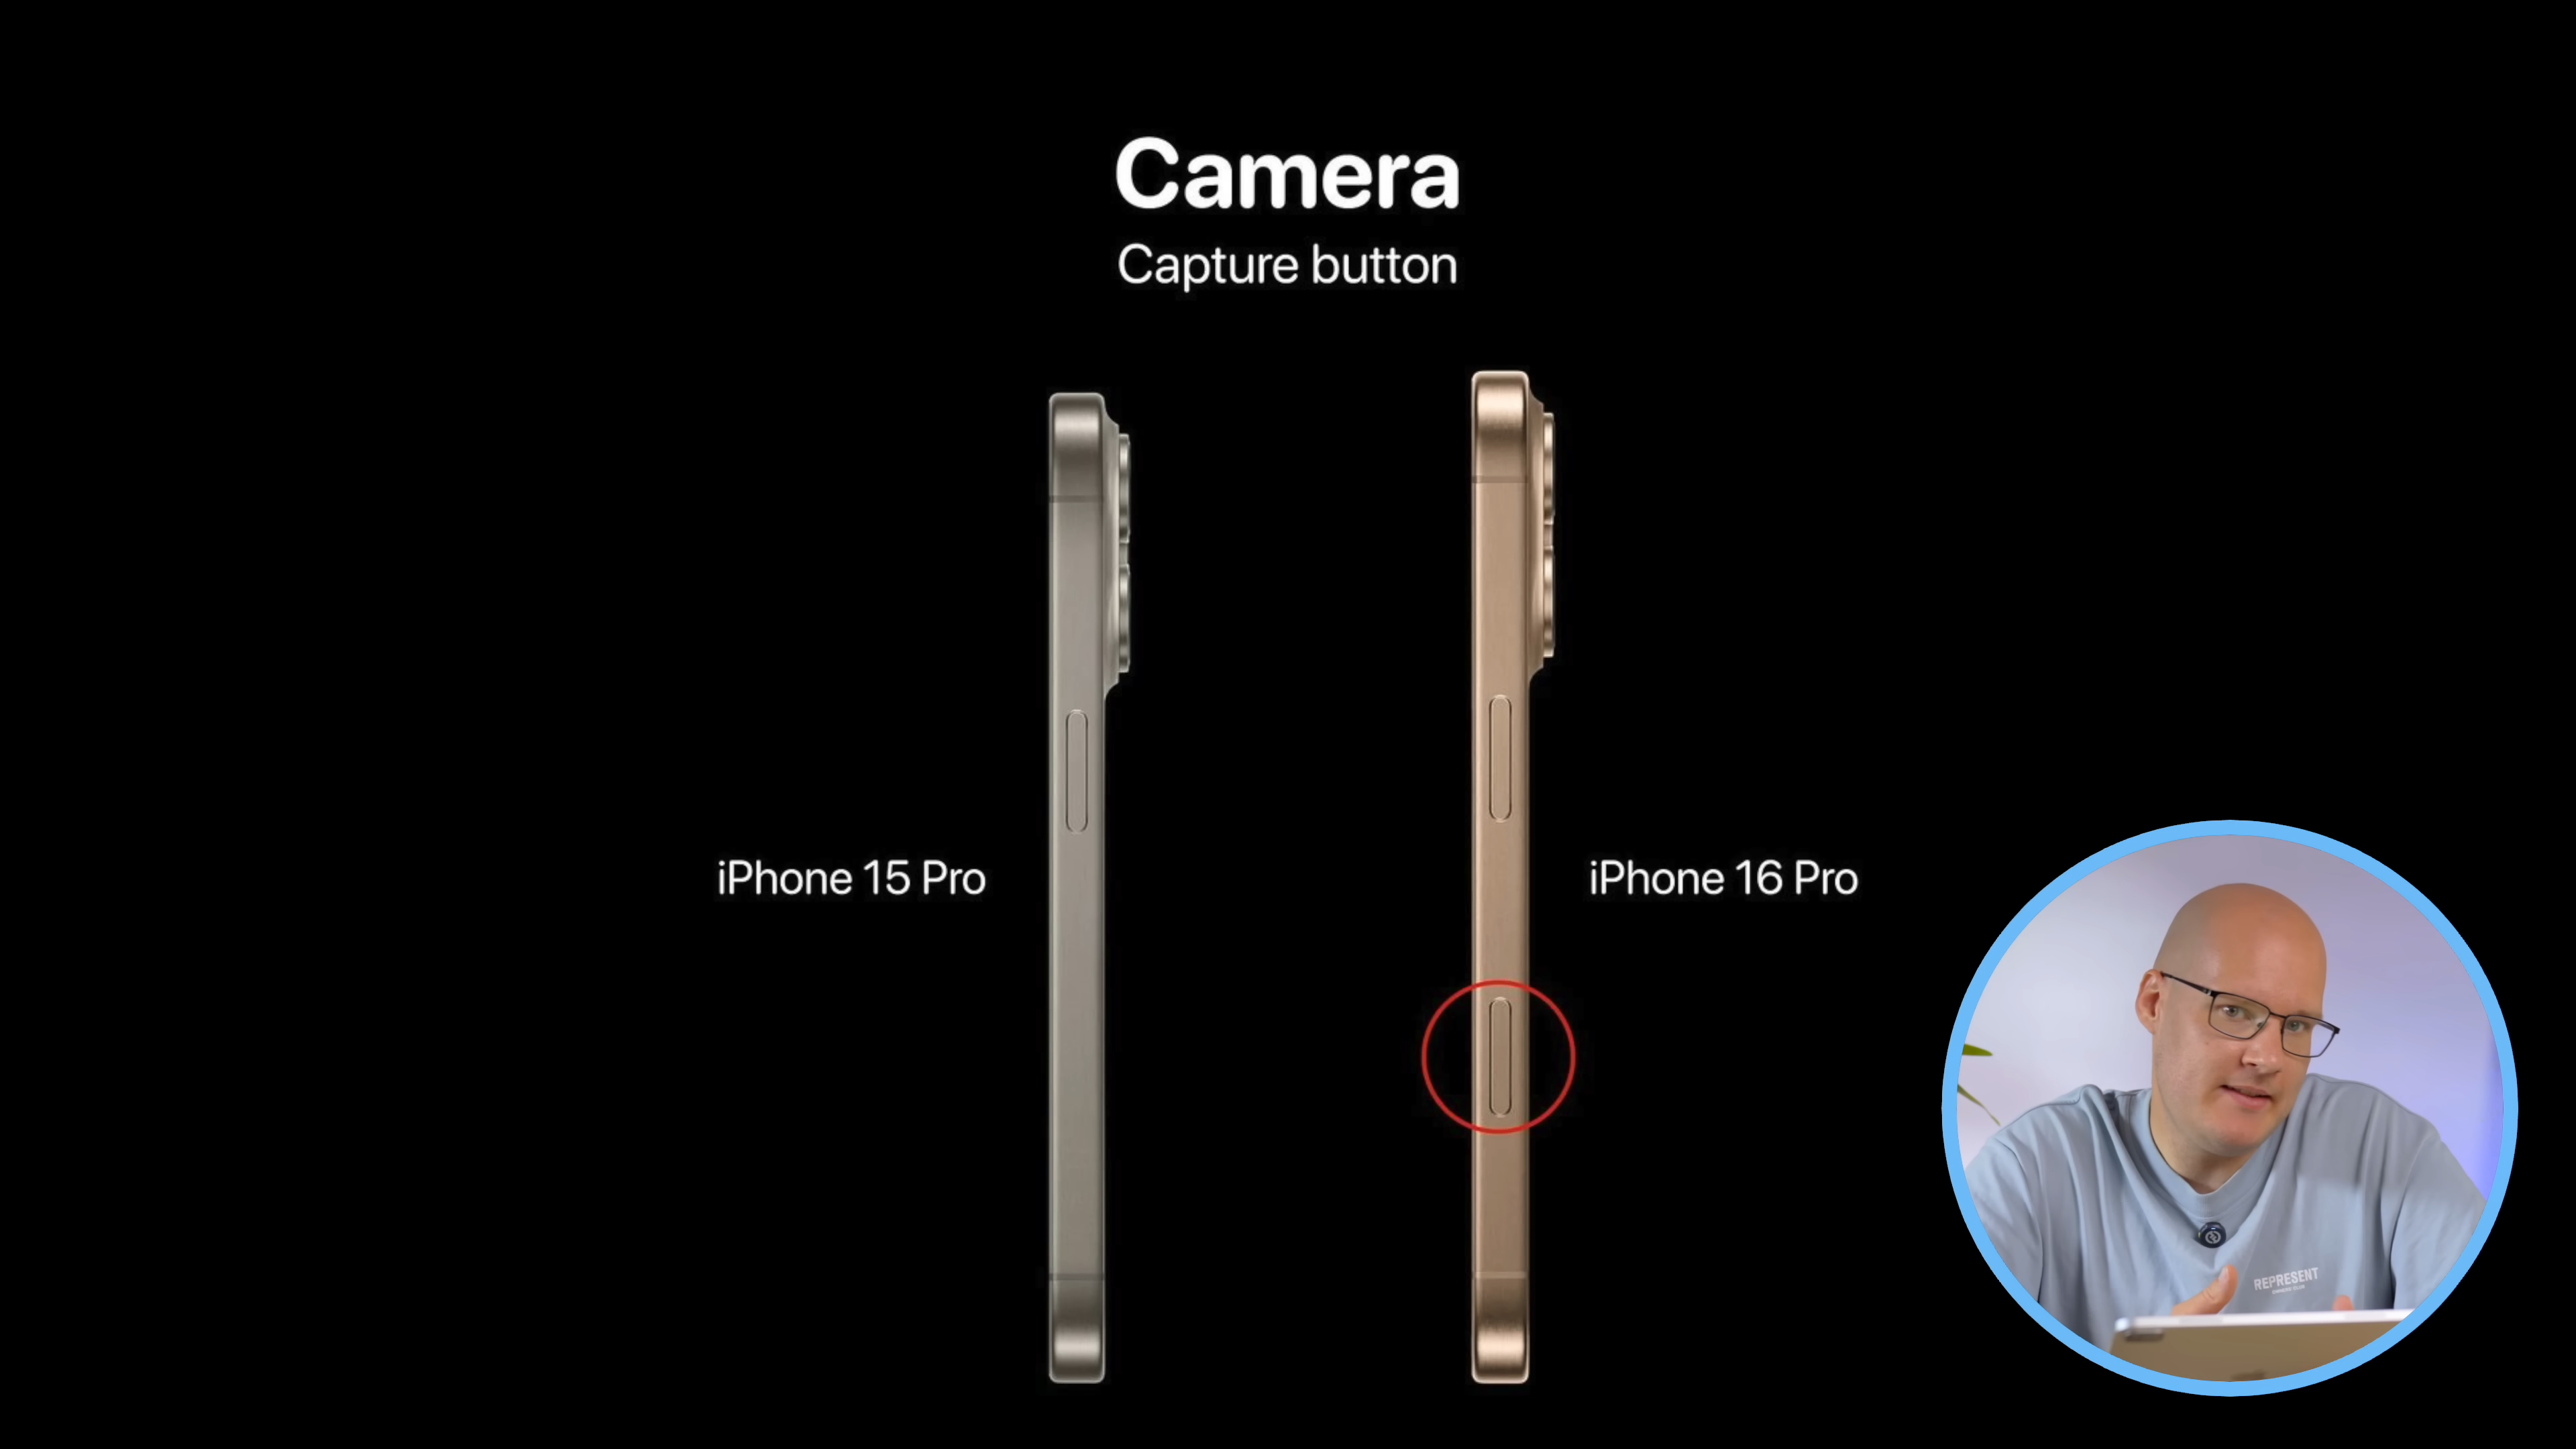 Camera
Capture button
iPhone 15 Pro
iPhone 16 Pro
REPRESENT